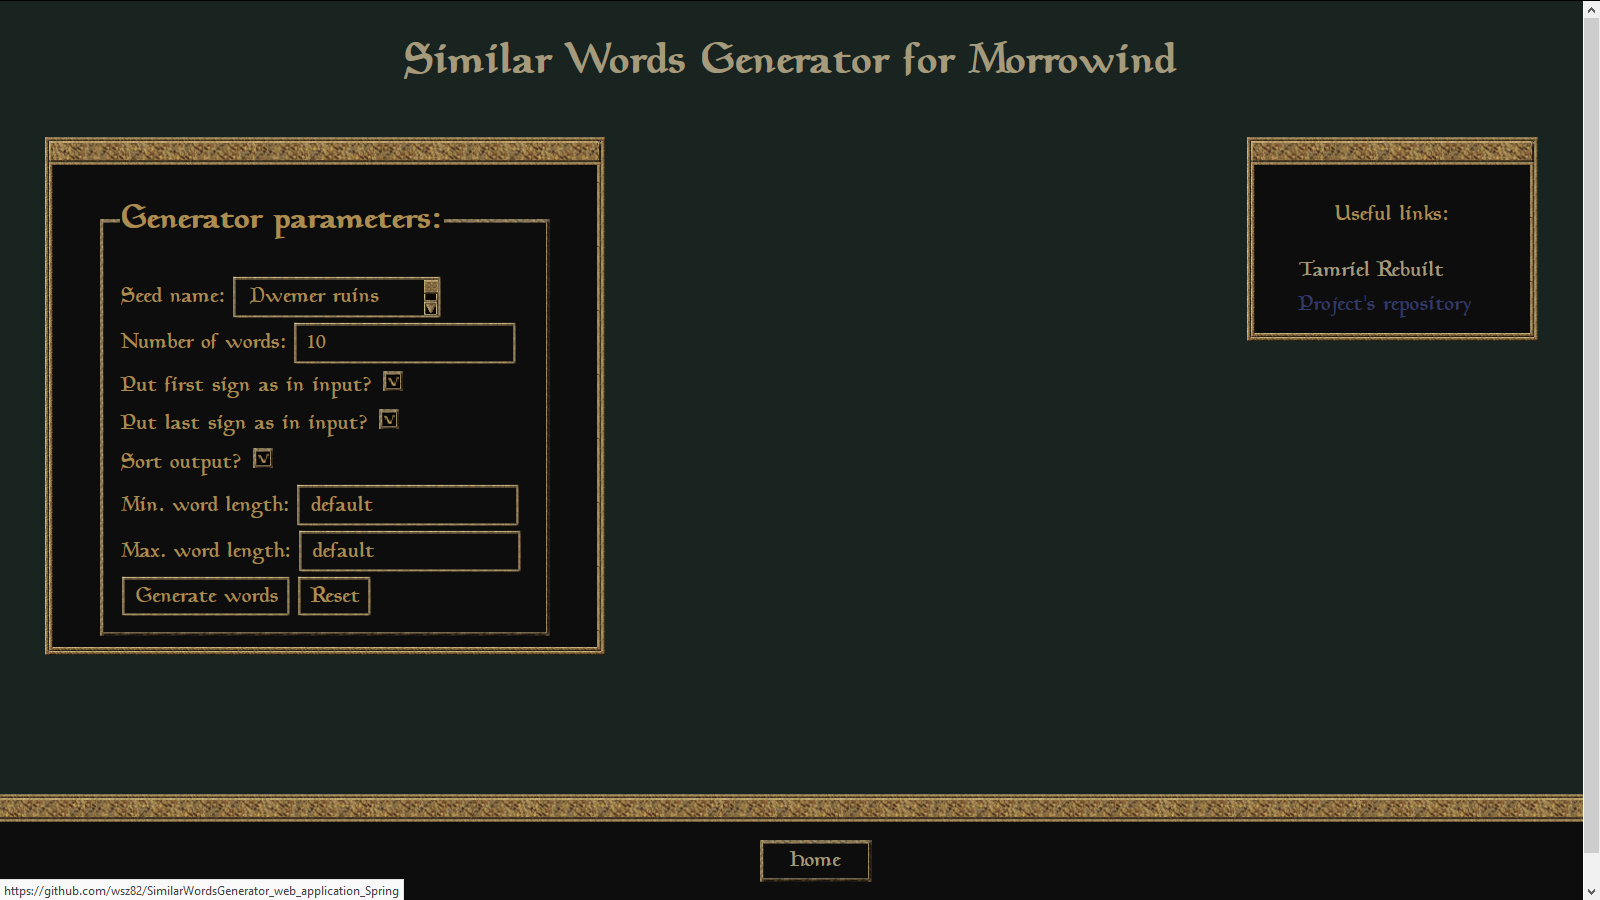 Similar Words Generator for Morrowind
Generator parameters:
Seed name: Dwemer ruins
Number of words: 10
Put first sign as in input? V
Put last sign as in input? V
Sort output? V
Min. word length: default
Max. word length: default
Generate words Reset
Useful links:
Tamriel Rebuilt
Project's repository
home
https://github.com/wsz82/SimilarWordsGenerator_web_application_Spring